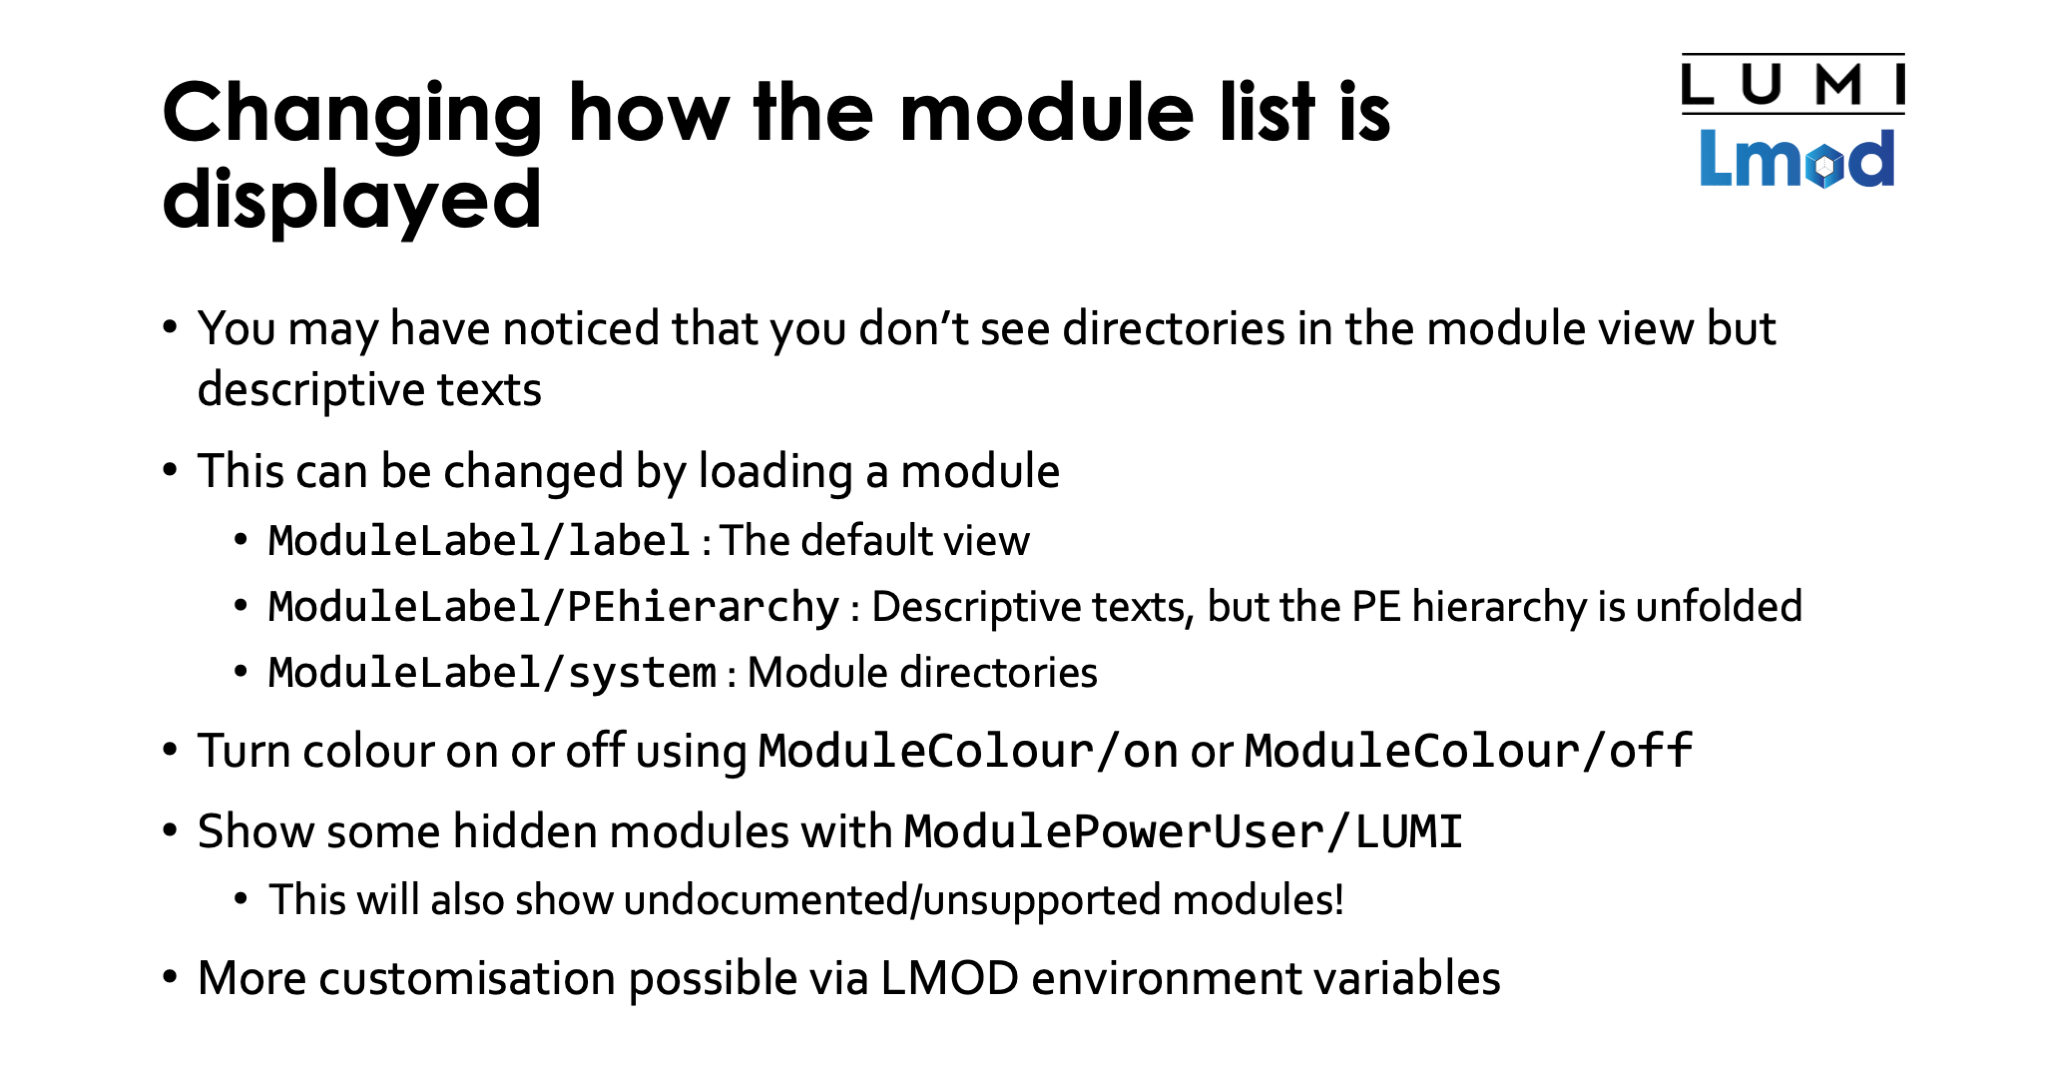 Changing how the module list is
displayed
LUMI
Lmod
• You may have noticed that you don’t see directories in the module view but
descriptive texts
• This can be changed by loading a module
• ModuleLabel/label : The default view
• ModuleLabel/PEhierarchy : Descriptive texts, but the PE hierarchy is unfolded
• ModuleLabel/system : Module directories
• Turn colour on or off using ModuleColour/on or ModuleColour/off
• Show some hidden modules with ModulePowerUser/LUMI
• This will also show undocumented/unsupported modules!
• More customisation possible via LMOD environment variables